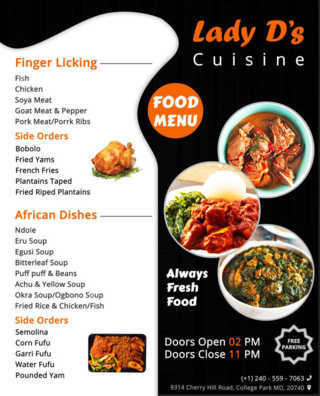 Lady D's
Cuisine
FOOD
MENU
Finger Licking
Fish
Chicken
Soya Meat
Goat Meat & Pepper
Pork Meat/Porrk Ribs
Side Orders
Bobolo
Fried Yams
French Fries
Plantains Taped
Fried Riped Plantains
African Dishes
Ndole
Eru Soup
Egusi Soup
Bitterleaf Soup
Puff puff & Beans
Achu & Yellow Soup
Okra Soup/Ogbono Soup
Fried Rice & Chicken/Fish
Side Orders
Semolina
Corn Fufu
Garri Fufu
Water Fufu
Pounded Yam
Always
Fresh
Food
Doors Open 02 PM
Doors Close 11 PM
FREE
PARKING
(+1) 240 - 559 - 7063
9314 Cherry Hill Road, College Park MD, 20740